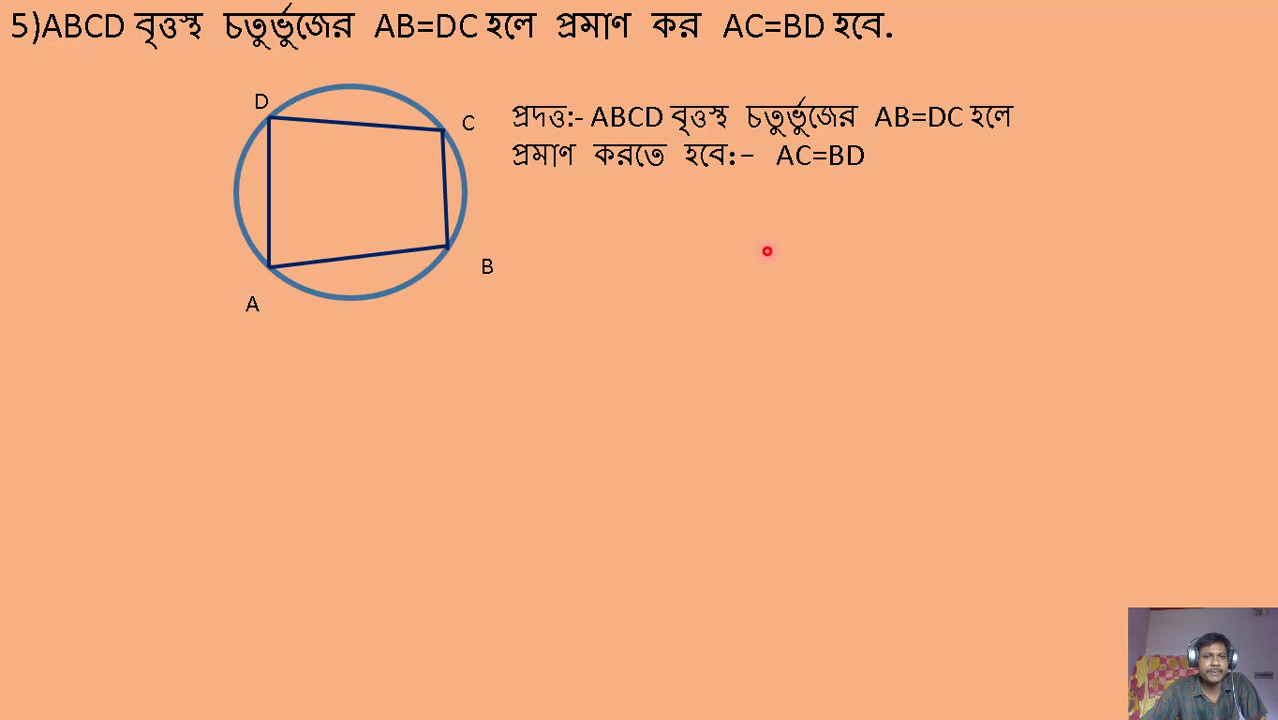 5)ABCD বৃত্তস্থ চতুর্ভুজের AB=DC হলে প্রমাণ কর AC=BD হবে.
D
C
প্রদত্ত:- ABCD বৃত্তস্থ চতুর্ভুজের AB=DC হলে
প্রমাণ করতে হবে:– AC=BD
B
A